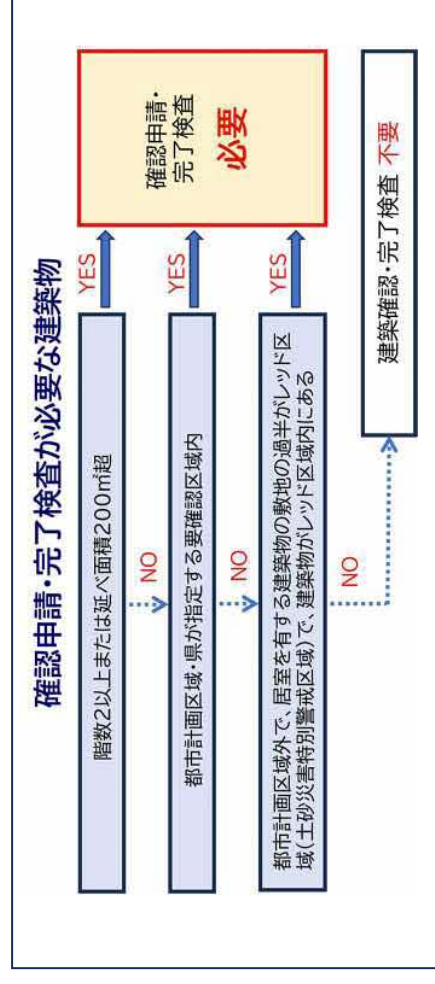 確認申請・完了検査が必要な建築物
階数2以上または延べ面積200㎡超
YES
NO
都市計画区域・県が指定する要確認区域内
YES
NO
都市計画区域外で、居室を有する建築物の敷地の過半がレッド区
域(土砂災害特別警戒区域)で、建築物がレッド区域内にある
YES
NO
確認申請・
完了検査
必要
建築確認・完了検査 不要